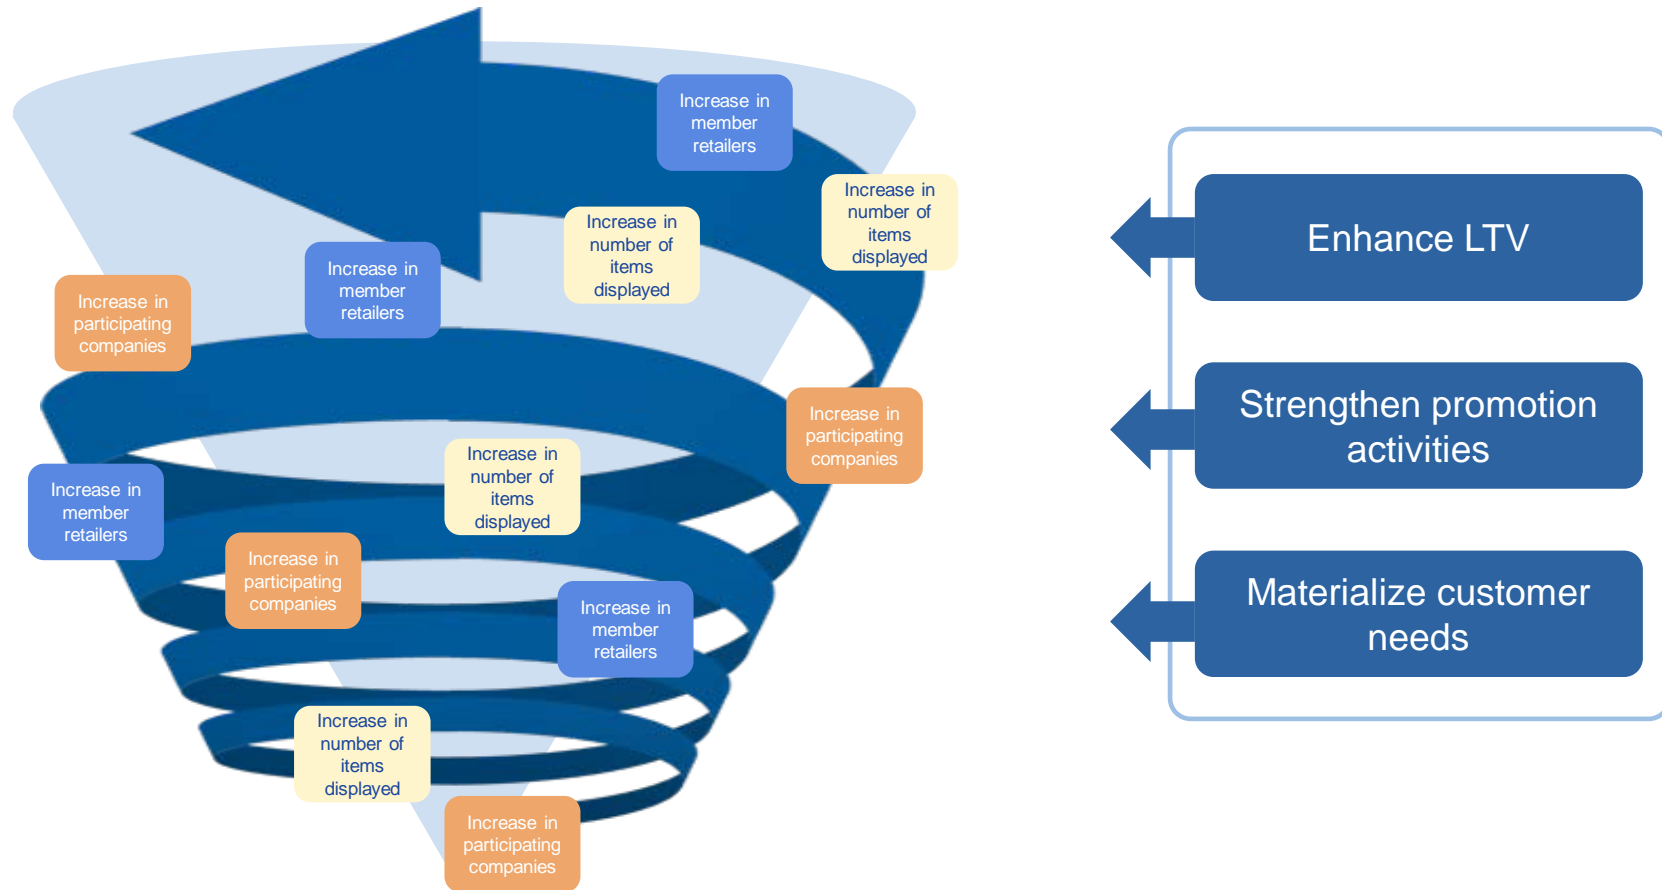 Increase in
member
retailers
Increase in
number of
items
displayed
Increase in
number of
items
displayed
Increase in
member
retailers
Increase in
participating
companies
Increase in
participating
companies
Increase in
number of
items
displayed
Increase in
member
retailers
Increase in
participating
companies
Increase in
member
retailers
Increase in
number of
items
displayed
Increase in
participating
companies
Enhance LTV
Strengthen promotion
activities
Materialize customer
needs